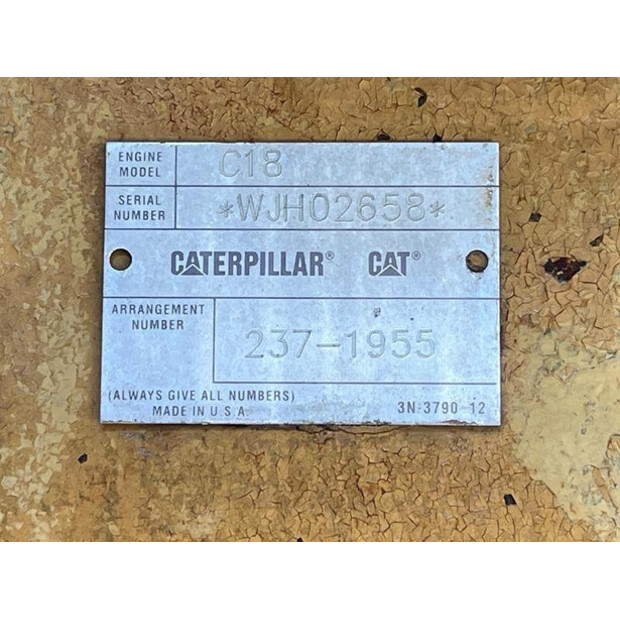 ENGINE MODEL C18
SERIAL NUMBER *WJH02658*
CATERPILLAR® CAT®
ARRANGEMENT NUMBER 237-1955
(ALWAYS GIVE ALL NUMBERS)
MADE IN U.S.A. 3N-3790-12